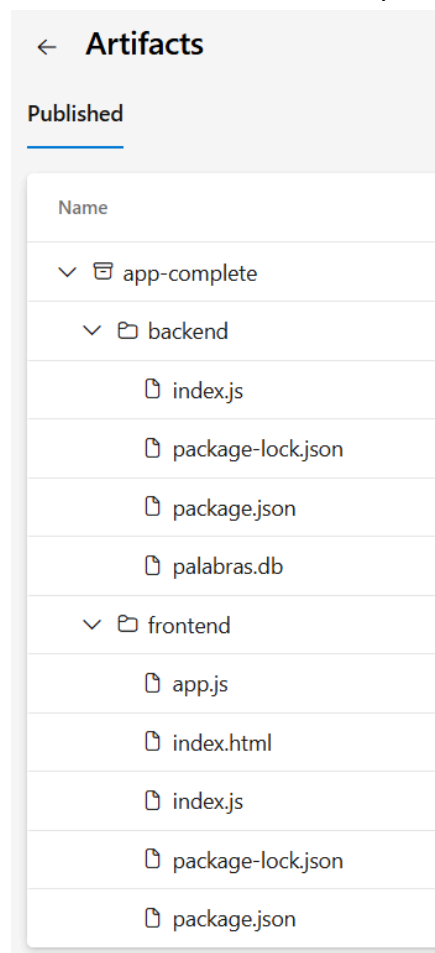 Artifacts
Published
Name
app-complete
backend
index.js
package-lock.json
package.json
palabras.db
frontend
app.js
index.html
index.js
package-lock.json
package.json